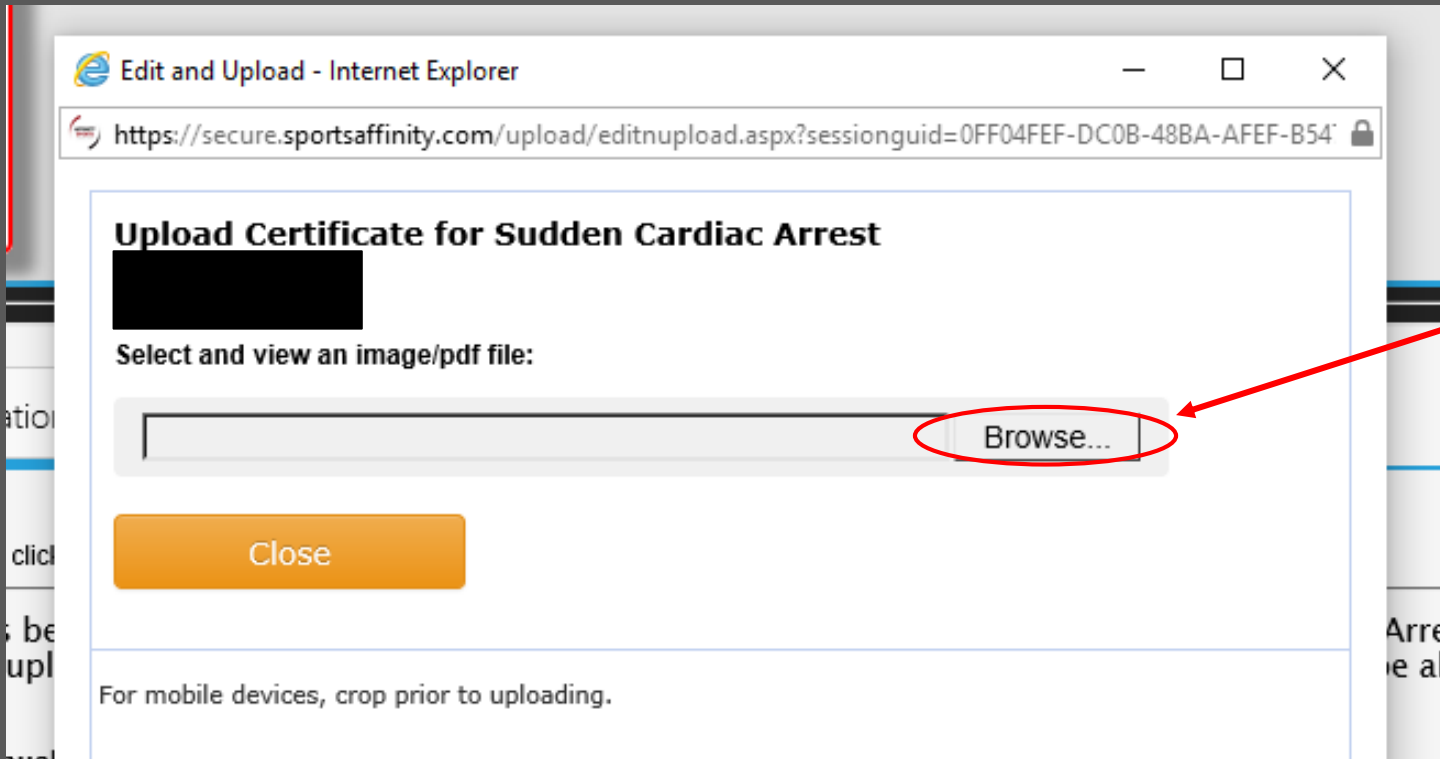 Edit and Upload - Internet Explorer
https://secure.sportsaffinity.com/upload/editnupload.aspx?sessionguid=0FF04FEF-DC0B-48BA-AFEF-B54
Upload Certificate for Sudden Cardiac Arrest
Select and view an image/pdf file:
Browse...
Close
For mobile devices, crop prior to uploading.